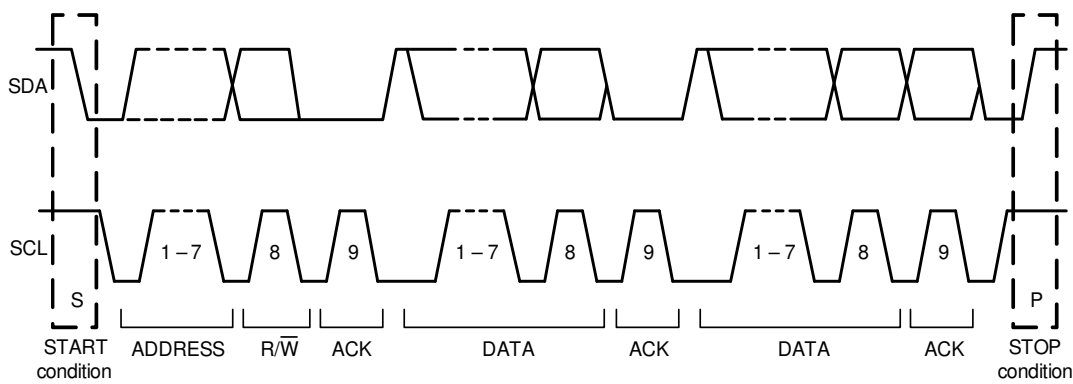 SDA
SCL
1 – 7
8
9
1 – 7
8
9
1 – 7
8
9
S
P
START
condition
ADDRESS
R/W̅
ACK
DATA
ACK
DATA
ACK
STOP
condition